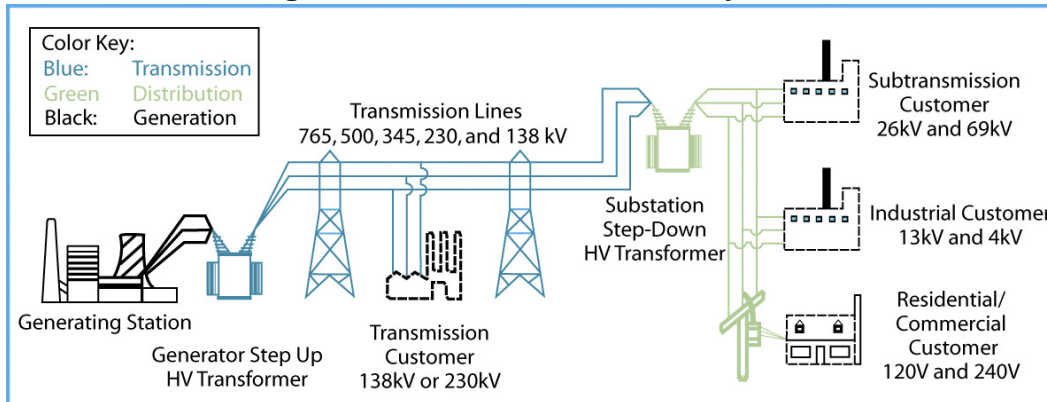 Color Key:
Blue: Transmission
Green Distribution
Black: Generation
Transmission Lines
765, 500, 345, 230, and 138 kV
Subtransmission
Customer
26kV and 69kV
Substation
Step-Down
HV Transformer
Industrial Customer
13kV and 4kV
Generating Station
Generator Step Up
HV Transformer
Transmission
Customer
138kV or 230kV
Residential/
Commercial
Customer
120V and 240V